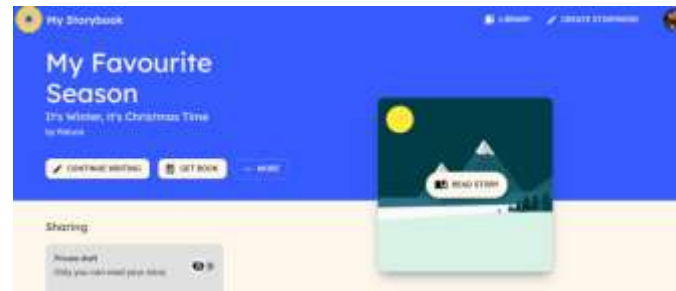 My Storybook
LIBRARY
CREATE STORYBOOK
My Favourite
Season
It's Winter, It's Christmas Time
by
CONTINUE WRITING
GET BOOK
MORE
READ STORY
Sharing
Private draft
Only you can read your story